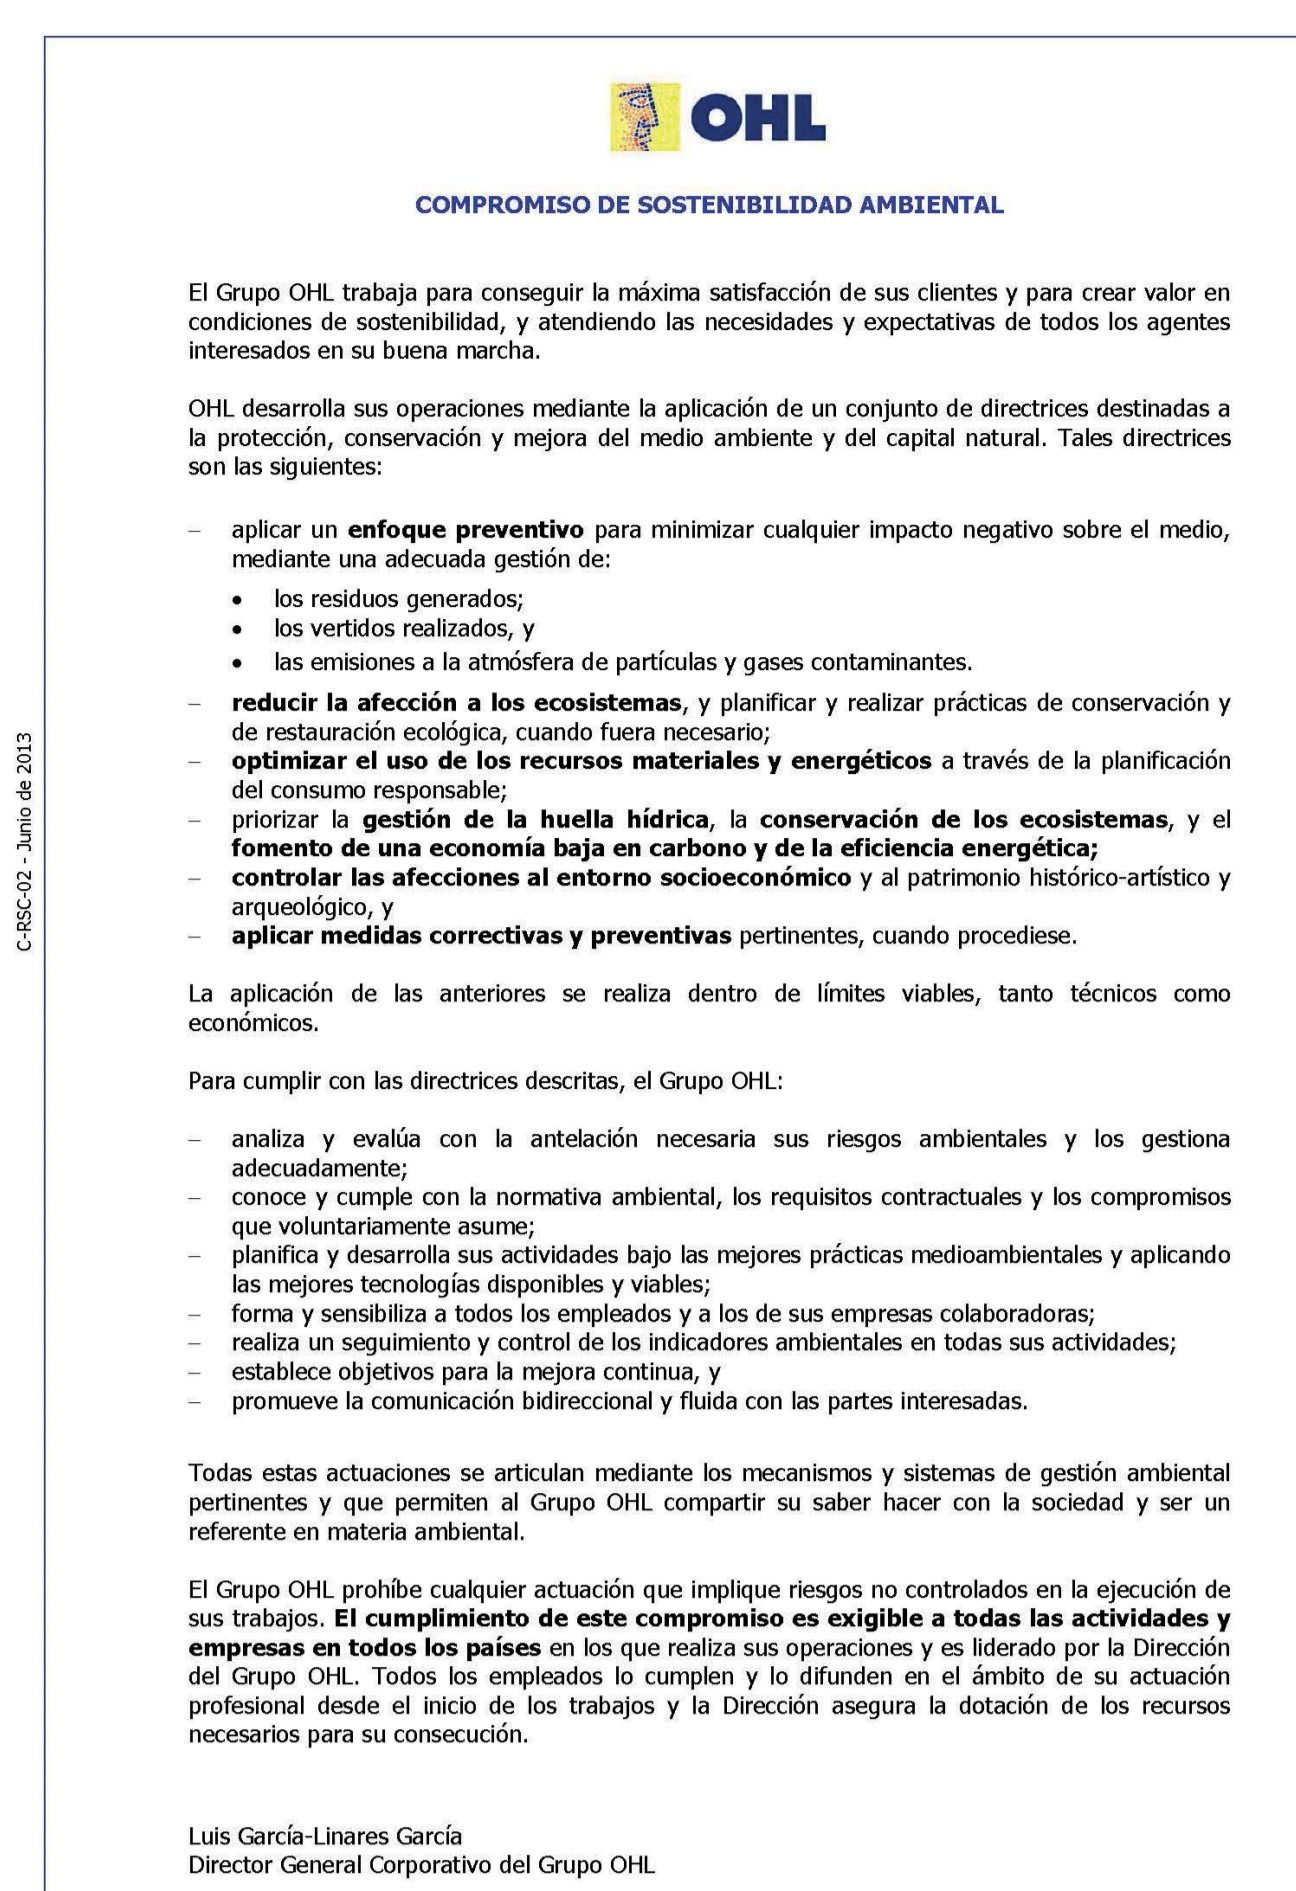 OHL
COMPROMISO DE SOSTENIBILIDAD AMBIENTAL
El Grupo OHL trabaja para conseguir la máxima satisfacción de sus clientes y para crear valor en
condiciones de sostenibilidad, y atendiendo las necesidades y expectativas de todos los agentes
interesados en su buena marcha.
OHL desarrolla sus operaciones mediante la aplicación de un conjunto de directrices destinadas a
la protección, conservación y mejora del medio ambiente y del capital natural. Tales directrices
son las siguientes:
– aplicar un enfoque preventivo para minimizar cualquier impacto negativo sobre el medio,
mediante una adecuada gestión de:
• los residuos generados;
• los vertidos realizados, y
• las emisiones a la atmósfera de partículas y gases contaminantes.
– reducir la afección a los ecosistemas, y planificar y realizar prácticas de conservación y
de restauración ecológica, cuando fuera necesario;
– optimizar el uso de los recursos materiales y energéticos a través de la planificación
del consumo responsable;
– priorizar la gestión de la huella hídrica, la conservación de los ecosistemas, y el
fomento de una economía baja en carbono y de la eficiencia energética;
– controlar las afecciones al entorno socioeconómico y al patrimonio histórico-artístico y
arqueológico, y
– aplicar medidas correctivas y preventivas pertinentes, cuando procediese.
La aplicación de las anteriores se realiza dentro de límites viables, tanto técnicos como
económicos.
Para cumplir con las directrices descritas, el Grupo OHL:
– analiza y evalúa con la antelación necesaria sus riesgos ambientales y los gestiona
adecuadamente;
– conoce y cumple con la normativa ambiental, los requisitos contractuales y los compromisos
que voluntariamente asume;
– planifica y desarrolla sus actividades bajo las mejores prácticas medioambientales y aplicando
las mejores tecnologías disponibles y viables;
– forma y sensibiliza a todos los empleados y a los de sus empresas colaboradoras;
– realiza un seguimiento y control de los indicadores ambientales en todas sus actividades;
– establece objetivos para la mejora continua, y
– promueve la comunicación bidireccional y fluida con las partes interesadas.
Todas estas actuaciones se articulan mediante los mecanismos y sistemas de gestión ambiental
pertinentes y que permiten al Grupo OHL compartir su saber hacer con la sociedad y ser un
referente en materia ambiental.
El Grupo OHL prohíbe cualquier actuación que implique riesgos no controlados en la ejecución de
sus trabajos. El cumplimiento de este compromiso es exigible a todas las actividades y
empresas en todos los países en los que realiza sus operaciones y es liderado por la Dirección
del Grupo OHL. Todos los empleados lo cumplen y lo difunden en el ámbito de su actuación
profesional desde el inicio de los trabajos y la Dirección asegura la dotación de los recursos
necesarios para su consecución.
Luis García-Linares García
Director General Corporativo del Grupo OHL
C-RSC-02 - Junio de 2013